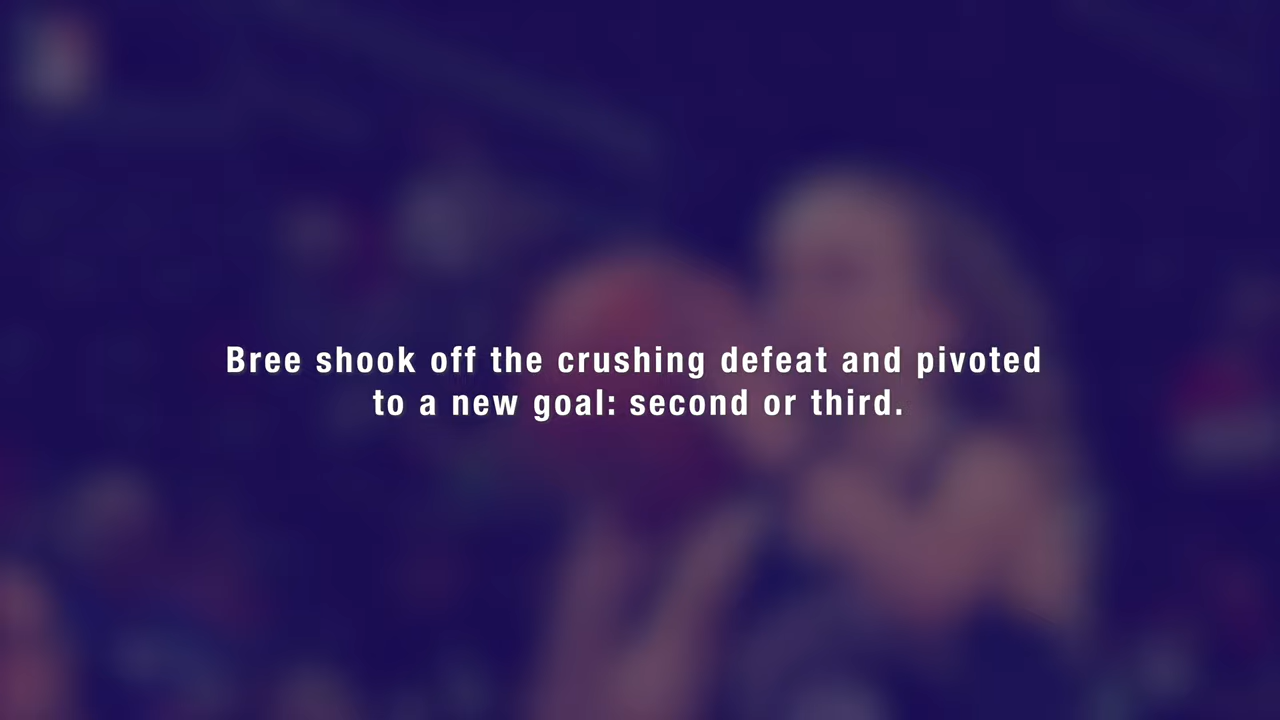 Bree shook off the crushing defeat and pivoted
to a new goal: second or third.